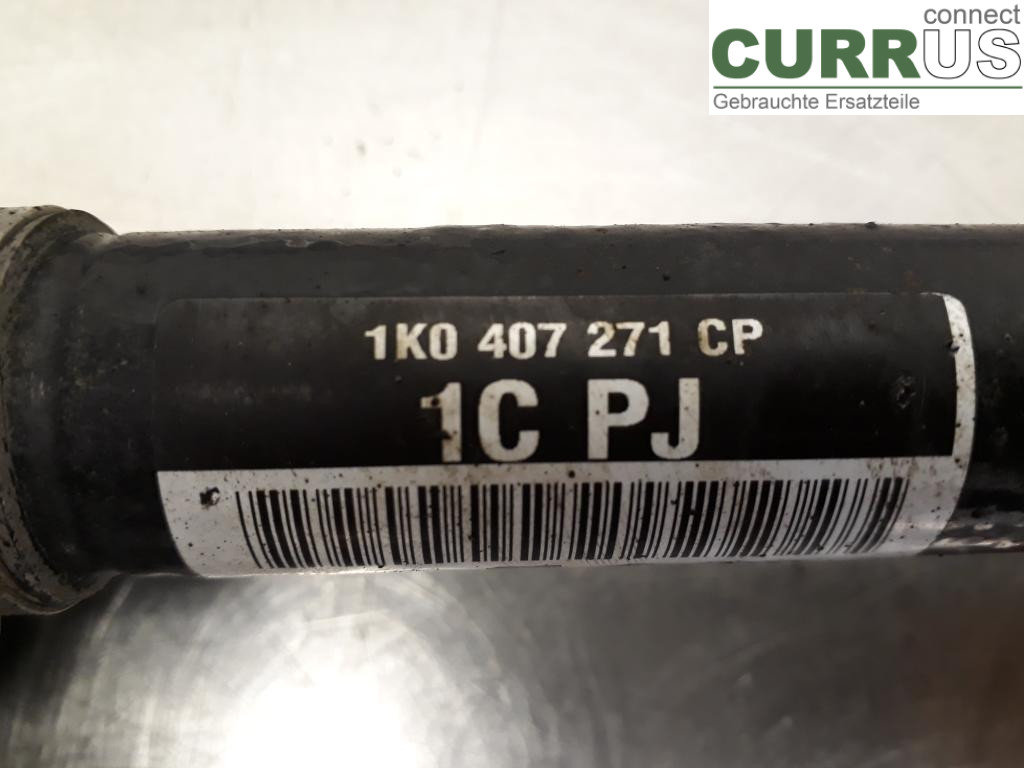 connect
CURRUS
Gebrauchte Ersatzteile
1K0 407 271 CP
1C PJ